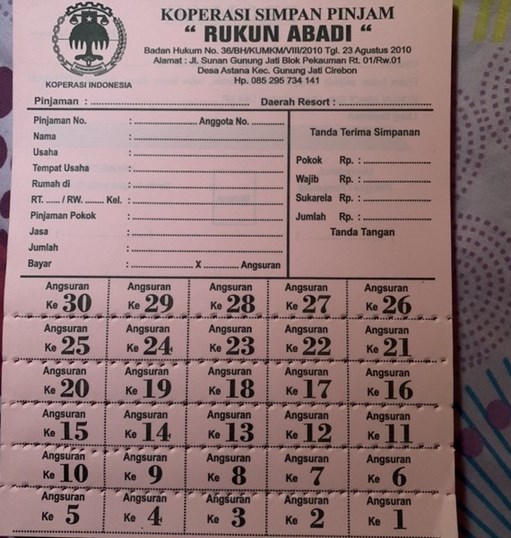 KOPERASI SIMPAN PINJAM
“ RUKUN ABADI “
Badan Hukum No. 36/BH/KUMKM/VIII/2010 Tgl. 23 Agustus 2010
Alamat : Jl. Sunan Gunung Jati Blok Pekauman Rt. 01/Rw.01
Desa Astana Kec. Gunung Jati Cirebon
Hp. 085 295 734 141
KOPERASI INDONESIA
Pinjaman : ........................ Daerah Resort : ........................
Pinjaman No. : .................... Anggota No. ..........
Nama : ........................
Usaha : ........................
Tempat Usaha : ........................
Rumah di : ........................
RT. ...... / RW. ........ Kel. : ........................
Pinjaman Pokok : ........................
Jasa : ........................
Jumlah : ........................
Bayar : .................... X ............ Angsuran
Tanda Terima Simpanan
Pokok Rp. : ....................
Wajib Rp. : ....................
Sukarela Rp. : ....................
Jumlah Rp. : ....................
Tanda Tangan
Angsuran Angsuran Angsuran Angsuran Angsuran
Ke 30 Ke 29 Ke 28 Ke 27 Ke 26
Angsuran Angsuran Angsuran Angsuran Angsuran
Ke 25 Ke 24 Ke 23 Ke 22 Ke 21
Angsuran Angsuran Angsuran Angsuran Angsuran
Ke 20 Ke 19 Ke 18 Ke 17 Ke 16
Angsuran Angsuran Angsuran Angsuran Angsuran
Ke 15 Ke 14 Ke 13 Ke 12 Ke 11
Angsuran Angsuran Angsuran Angsuran Angsuran
Ke 10 Ke 9 Ke 8 Ke 7 Ke 6
Angsuran Angsuran Angsuran Angsuran Angsuran
Ke 5 Ke 4 Ke 3 Ke 2 Ke 1